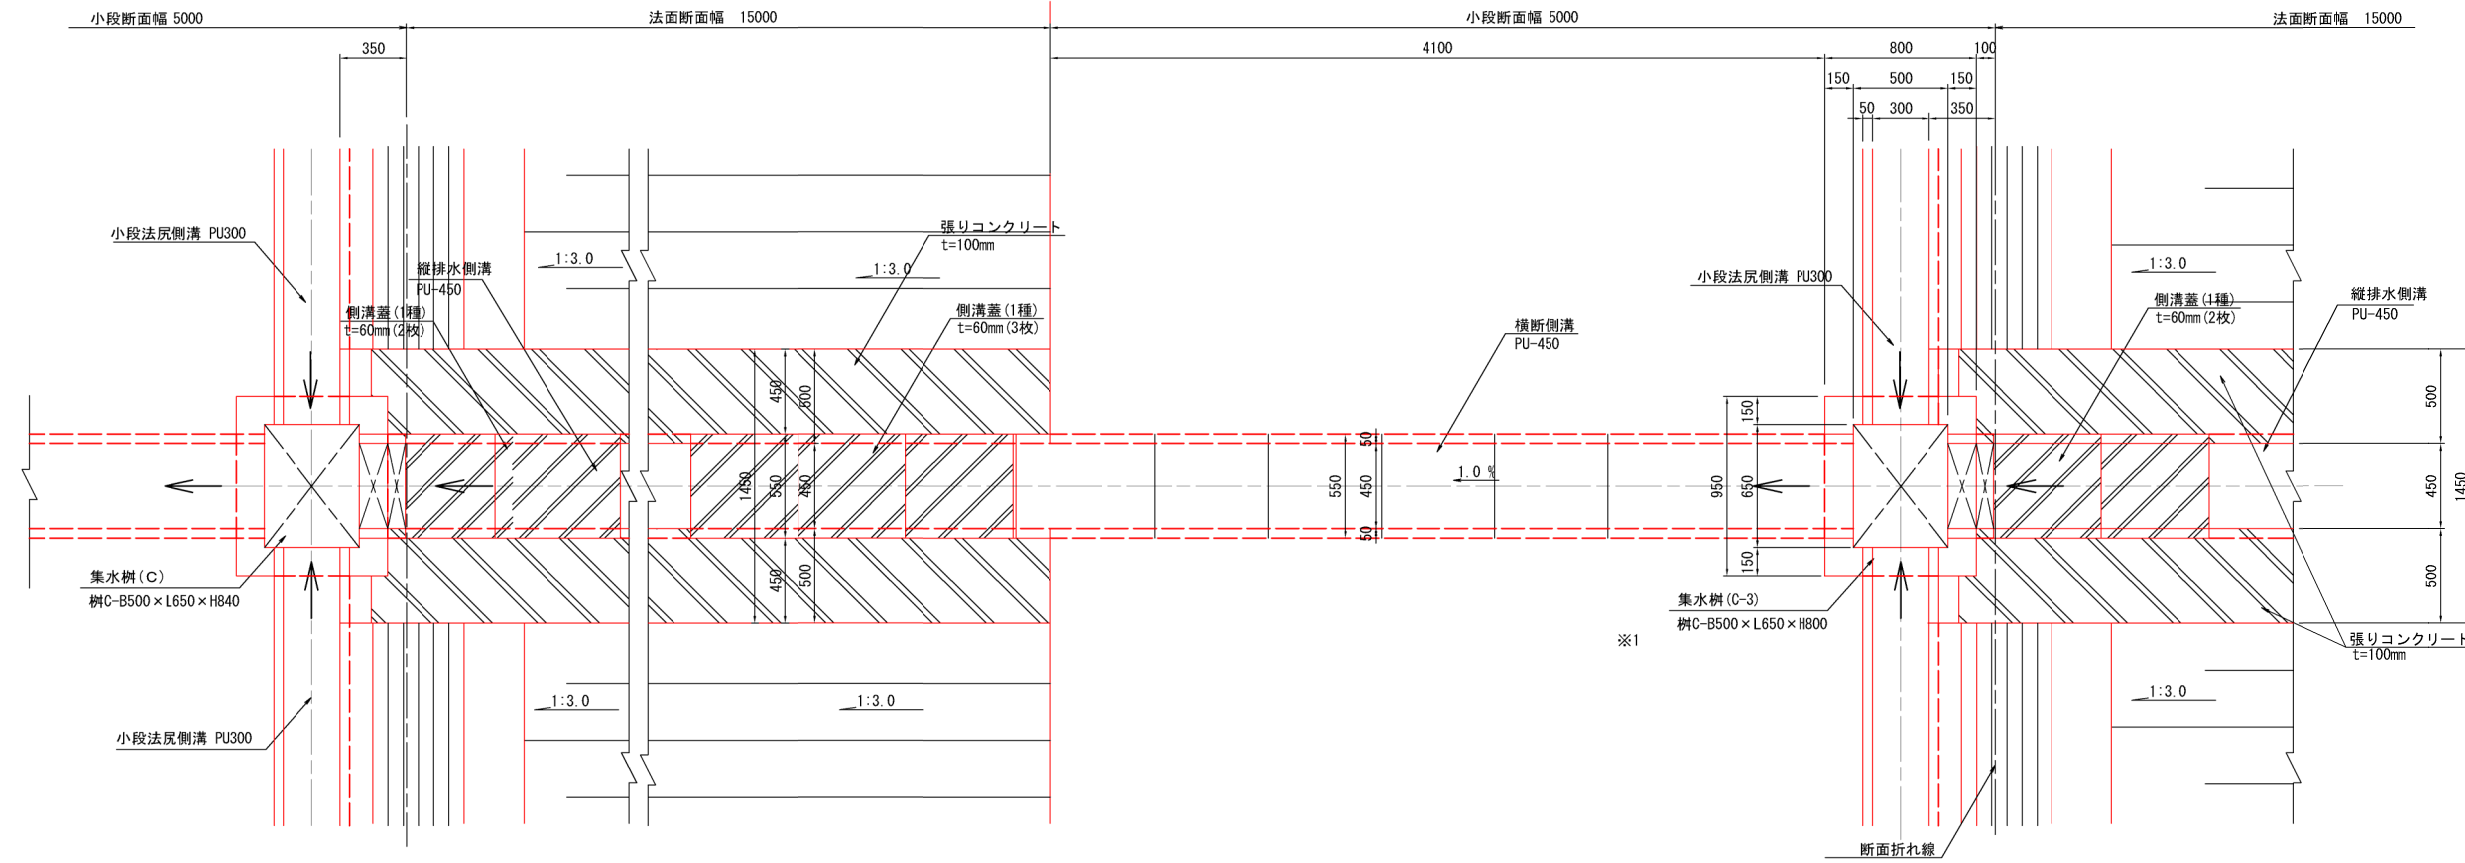 小段断面幅 5000
法面断面幅 15000
小段断面幅 5000
法面断面幅 15000
350
4100
800
100
150
500
150
50
300
350
小段法尻側溝 PU300
縦排水側溝
PU-450
側溝蓋(1種)
t=60mm(2枚)
1:3.0
1:3.0
張りコンクリート
t=100mm
側溝蓋(1種)
t=60mm(3枚)
横断側溝
PU-450
小段法尻側溝 PU300
1:3.0
側溝蓋(1種)
t=60mm(2枚)
縦排水側溝
PU-450
450
500
1450
550
450
450
500
50
550
450
50
1.0 %
150
950
650
150
500
450
1450
500
集水桝(C)
桝C-B500×L650×H840
集水桝(C-3)
桝C-B500×L650×H800
※1
張りコンクリート
t=100mm
1:3.0
1:3.0
1:3.0
小段法尻側溝 PU300
断面折れ線